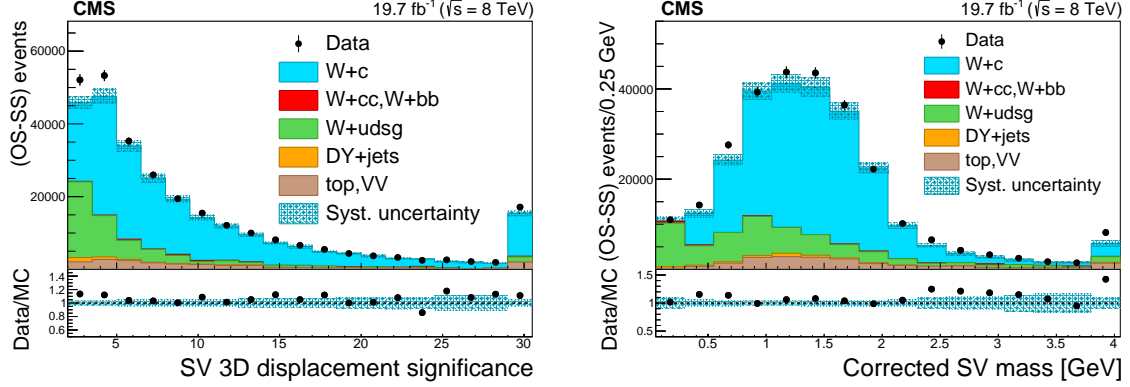 CMS 19.7 fb⁻¹ (√s = 8 TeV)
(OS-SS) events
60000
40000
20000
Data
W+c
W+cc,W+bb
W+udsg
DY+jets
top,VV
Syst. uncertainty
Data/MC
1.4
1.2
1
0.8
0.6
5 10 15 20 25 30
SV 3D displacement significance
CMS 19.7 fb⁻¹ (√s = 8 TeV)
(OS-SS) events/0.25 GeV
40000
20000
Data
W+c
W+cc,W+bb
W+udsg
DY+jets
top,VV
Syst. uncertainty
Data/MC
1.5
1
0.5
0.5 1 1.5 2 2.5 3 3.5 4
Corrected SV mass [GeV]